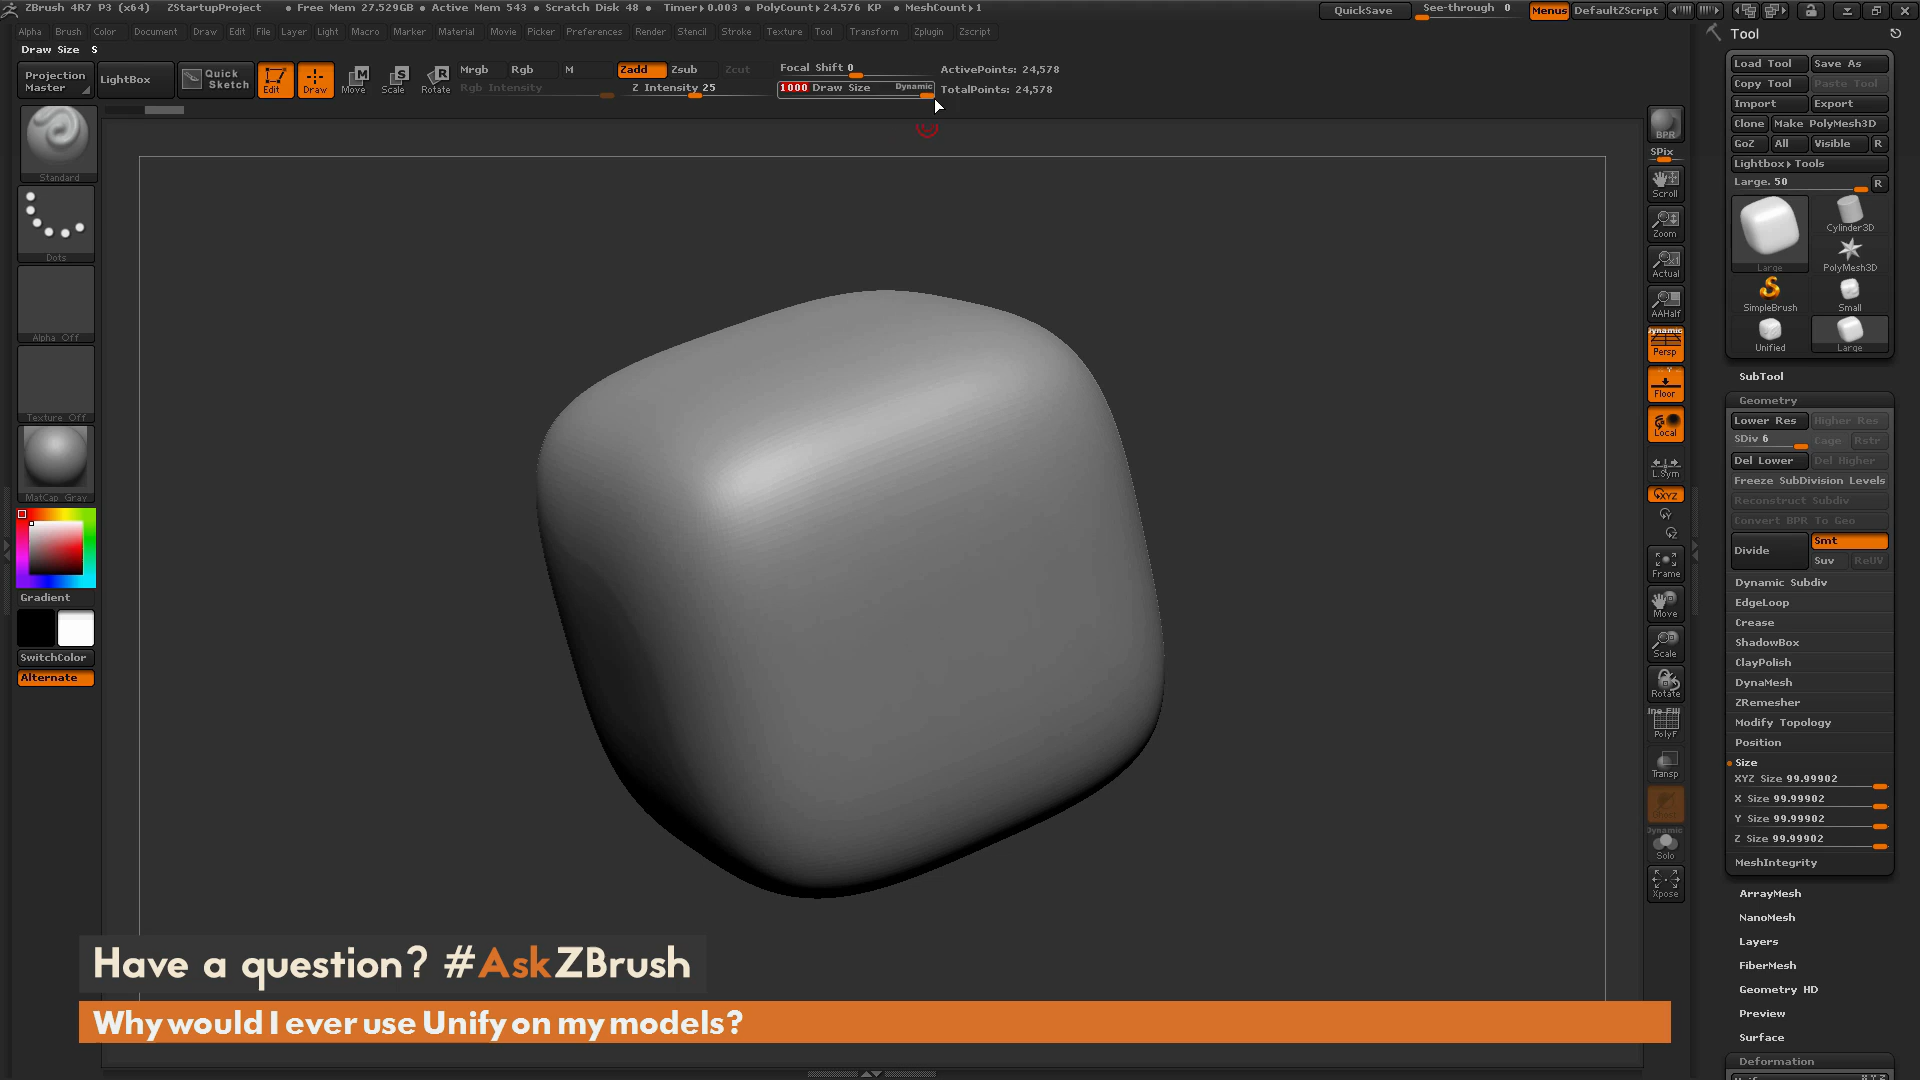 ZBrush 4R7 P3 (x64) ZStartupProject • Free Mem 27.529GB • Active Mem 543 • Scratch Disk 48 • Timer▸0.003 • PolyCount▸24.576 KP • MeshCount▸1 QuickSave See-through 0 Menus DefaultZScript
Alpha Brush Color Document Draw Edit File Layer Light Macro Marker Material Movie Picker Preferences Render Stencil Stroke Texture Tool Transform Zplugin Zscript
Draw Size S
Projection Master
LightBox
Quick Sketch
Edit
Draw
Move
Scale
Rotate
Mrgb Rgb M
Rgb Intensity
Zadd Zsub Zcut
Z Intensity 25
Focal Shift 0
1000 Draw Size Dynamic
ActivePoints: 24,578
TotalPoints: 24,578
Standard
Dots
Alpha Off
Texture Off
MatCap Gray
Gradient
SwitchColor
Alternate
BPR
SPix
Scroll
Zoom
Actual
AAHalf
Dynamic
Persp
Floor
Local
L.Sym
XYZ
Y
Z
Frame
Move
Scale
Rotate
PolyF
Transp
Dynamic
Solo
Xpose
Tool
Load Tool Save As
Copy Tool Paste Tool
Import Export
Clone Make PolyMesh3D
GoZ All Visible R
Lightbox▸Tools
Large. 50 R
Large
Cylinder3D
PolyMesh3D
SimpleBrush Small
Unified Large
SubTool
Geometry
Lower Res Higher Res
SDiv 6 Cage Rstr
Del Lower Del Higher
Freeze SubDivision Levels
Reconstruct Subdiv
Convert BPR To Geo
Divide Smt
Suv ReUV
Dynamic Subdiv
EdgeLoop
Crease
ShadowBox
ClayPolish
DynaMesh
ZRemesher
Modify Topology
Position
Size
XYZ Size 99.99902
X Size 99.99902
Y Size 99.99902
Z Size 99.99902
MeshIntegrity
ArrayMesh
NanoMesh
Layers
FiberMesh
Geometry HD
Preview
Surface
Deformation
Have a question? #AskZBrush
Why would I ever use Unify on my models?